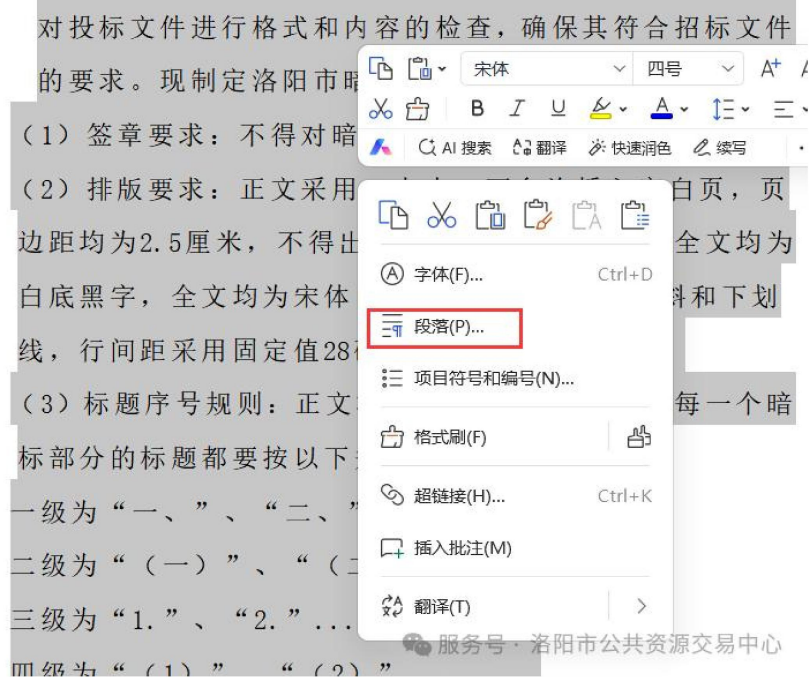 对投标文件进行格式和内容的检查，确保其符合招标文件
的要求。现制定洛阳市暗
（1）签章要求：不得对暗
（2）排版要求：正文采用
白页，页
边距均为2.5厘米，不得出
全文均为
白底黑字，全文均为宋体
和下划
线，行间距采用固定值28
（3）标题序号规则：正文
每一个暗
标部分的标题都要按以下
一级为“一、”、“二、”
二级为“（一）”、“（二
三级为“1.”、“2.”...
四级为“（1）”、“（2）”
宋体 四号 A+
B I U A
AI 搜索 翻译 快速润色 续写
字体(F)... Ctrl+D
段落(P)...
项目符号和编号(N)...
格式刷(F)
超链接(H)... Ctrl+K
插入批注(M)
翻译(T)
服务号 · 洛阳市公共资源交易中心